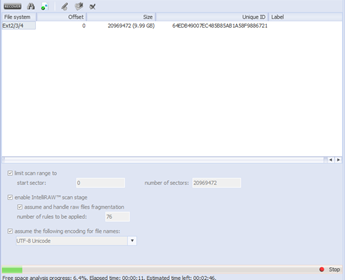 File system Offset Size Unique ID Label
Ext2/3/4 0 20969472 (9.99 GB) 64ED849007EC485B85AB1A58F9886721
limit scan range to
start sector: 0 number of sectors: 20969472
enable IntelliRAW™ scan stage
assume and handle raw files fragmentation
number of rules to be applied: 76
assume the following encoding for file names:
UTF-8 Unicode
Stop
Free space analysis progress: 6.4%. Elapsed time: 00:00:11. Estimated time left: 00:02:46.